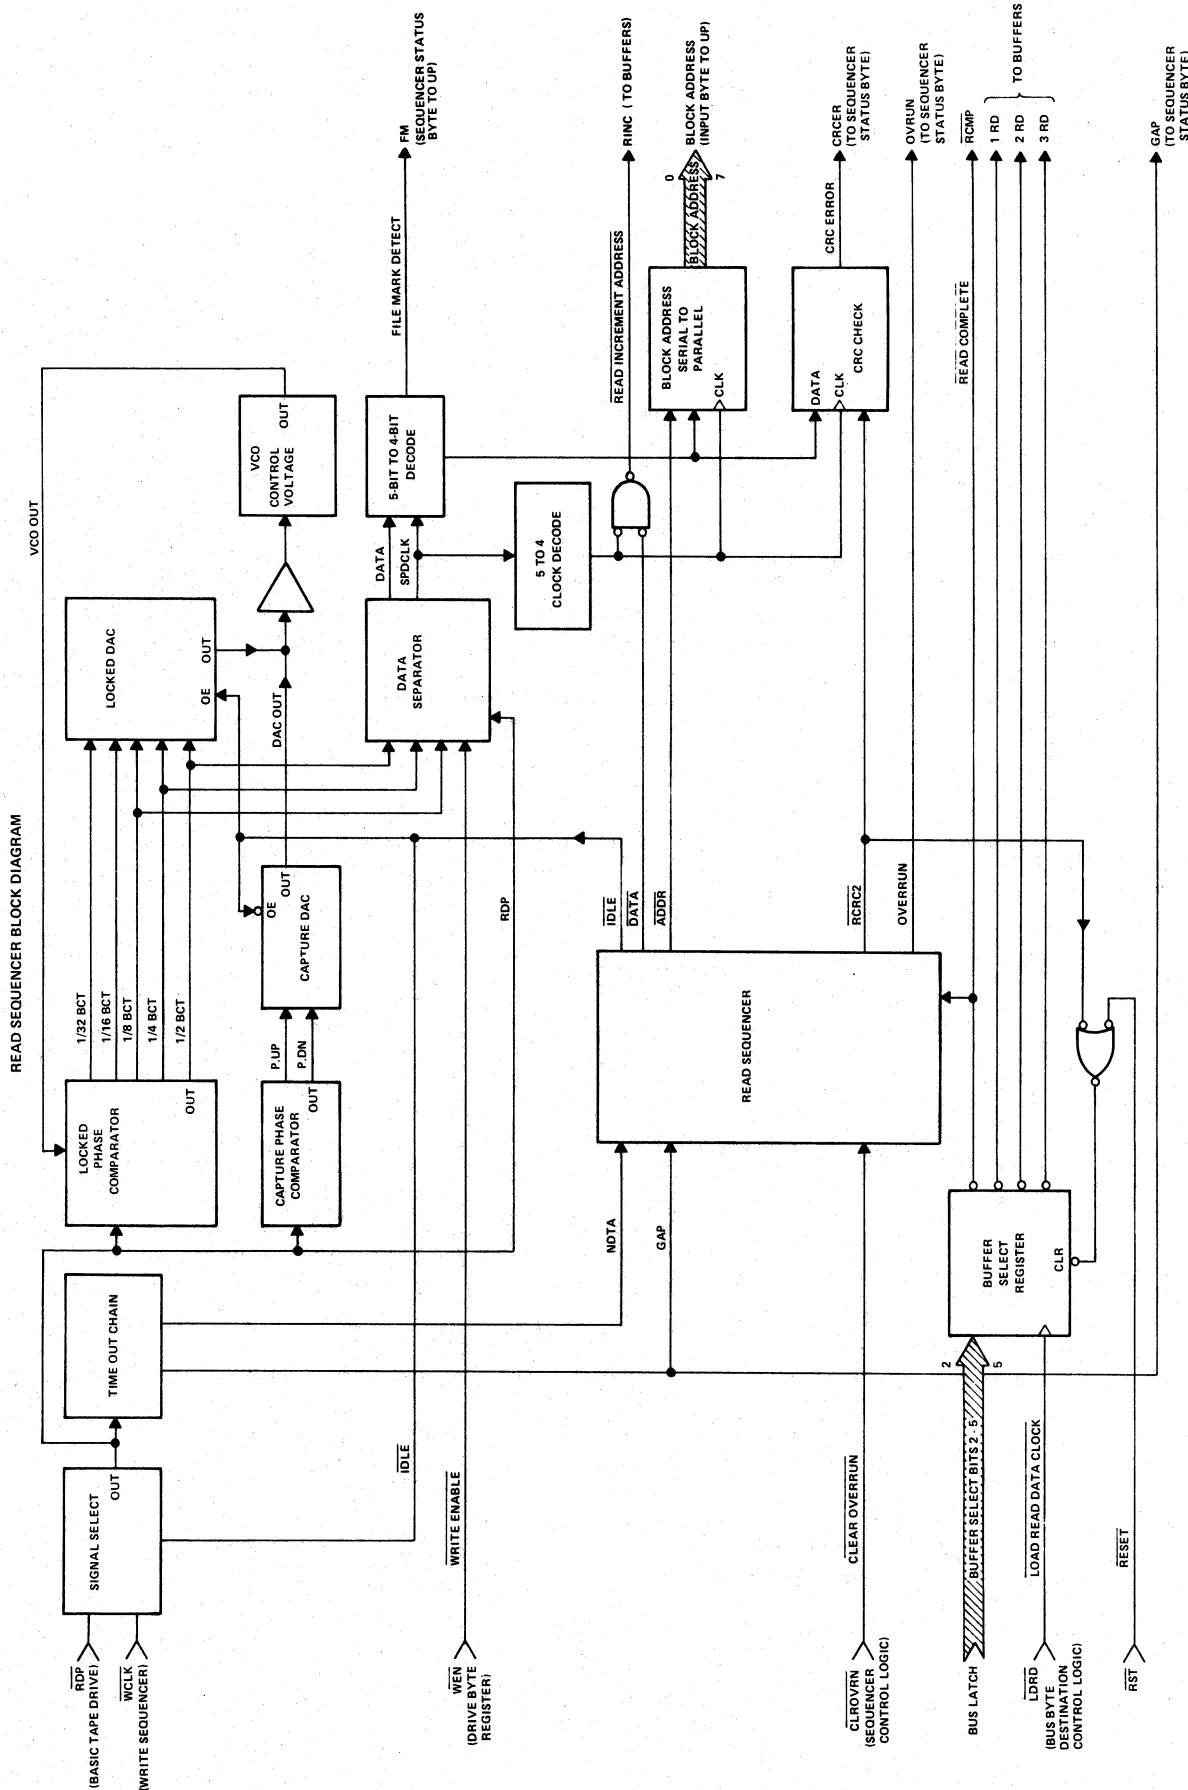 READ SEQUENCER BLOCK DIAGRAM
RDP
(BASIC TAPE DRIVE)
WCLK
(WRITE SEQUENCER)
SIGNAL SELECT
OUT
TIME OUT CHAIN
LOCKED
PHASE
COMPARATOR
OUT
VCO OUT
1/32 BCT
1/16 BCT
1/8 BCT
1/4 BCT
1/2 BCT
LOCKED DAC
OE
OUT
CAPTURE PHASE
COMPARATOR
OUT
P.UP
P.DN
CAPTURE DAC
OE
OUT
DAC OUT
VCO
CONTROL
VOLTAGE
OUT
IDLE
WEN
(DRIVE BYTE
REGISTER)
WRITE ENABLE
RDP
DATA
SEPARATOR
DATA
SPDCLK
5-BIT TO 4-BIT
DECODE
FILE MARK DETECT
FM
(SEQUENCER STATUS
BYTE TO UP)
5 TO 4
CLOCK DECODE
NDTA
GAP
READ SEQUENCER
IDLE
DATA
ADDR
RCRC2
OVERRUN
READ INCREMENT ADDRESS
RINC ( TO BUFFERS)
BLOCK ADDRESS
SERIAL TO
PARALLEL
CLK
BLOCK ADDRESS
0
7
BLOCK ADDRESS
(INPUT BYTE TO UP)
DATA
CLK
CRC CHECK
CRC ERROR
CRCER
(TO SEQUENCER
STATUS BYTE)
OVRUN
(TO SEQUENCER
STATUS BYTE)
CLROVRN
(SEQUENCER
CONTROL LOGIC)
CLEAR OVERRUN
BUS LATCH
BUFFER SELECT BITS 2 - 5
2
5
BUFFER
SELECT
REGISTER
CLR
READ COMPLETE
RCMP
1 RD
2 RD
3 RD
TO BUFFERS
LDRD
(BUS BYTE
DESTINATION
CONTROL LOGIC)
LOAD READ DATA CLOCK
RST
RESET
GAP
(TO SEQUENCER
STATUS BYTE)